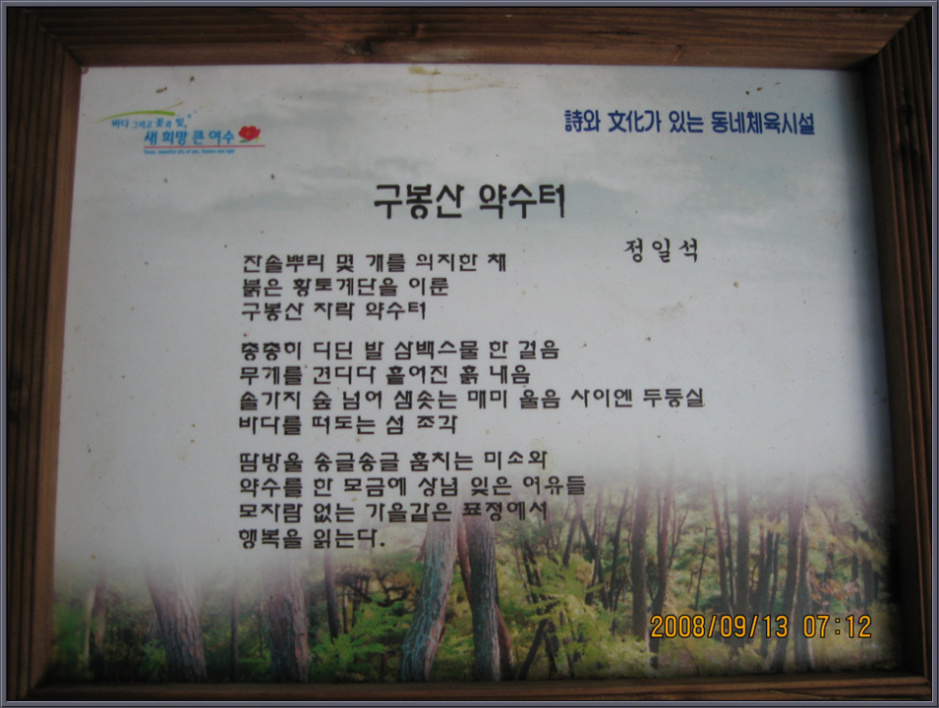 바다 그리고 꽃과 빛,
새 희망 큰 여수
詩와 文化가 있는 동네체육시설
구봉산 약수터
정일석
잔솔뿌리 몇 개를 의지한 채
붉은 황토계단을 이룬
구봉산 자락 약수터
총총히 디딘 발 삼백스물 한 걸음
무게를 견디다 흩어진 흙 내음
솔가지 숲 넘어 샘솟는 매미 울음 사이엔 두둥실
바다를 떠도는 섬 조각
땀방울 송글송글 훔치는 미소와
약수를 한 모금에 상념 잊은 여유들
모자람 없는 가을같은 표정에서
행복을 읽는다.
2008/09/13 07:12